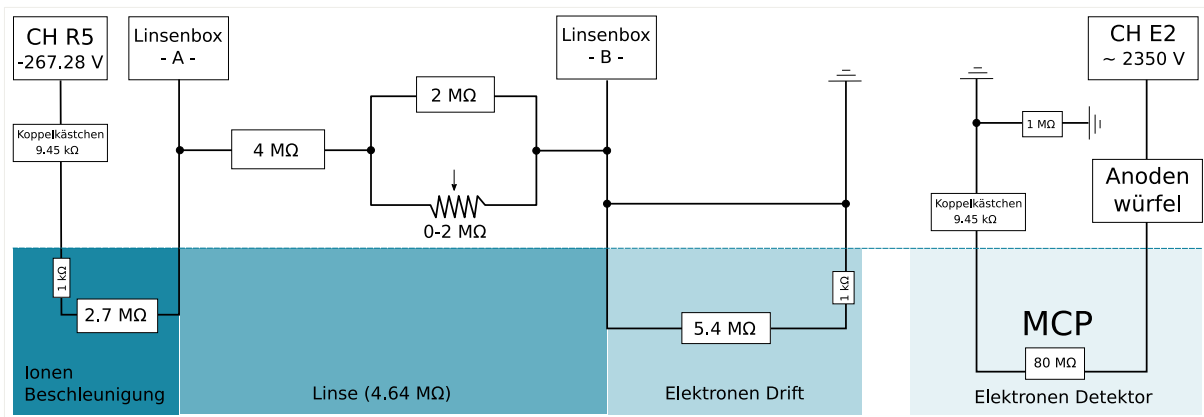 CH R5
-267.28 V
Linsenbox
- A -
Linsenbox
- B -
CH E2
~ 2350 V
2 MΩ
Koppelkästchen
9.45 kΩ
4 MΩ
1 MΩ
0-2 MΩ
Anoden
würfel
Koppelkästchen
9.45 kΩ
1 kΩ
2.7 MΩ
1 kΩ
5.4 MΩ
MCP
80 MΩ
Ionen
Beschleunigung
Linse (4.64 MΩ)
Elektronen Drift
Elektronen Detektor